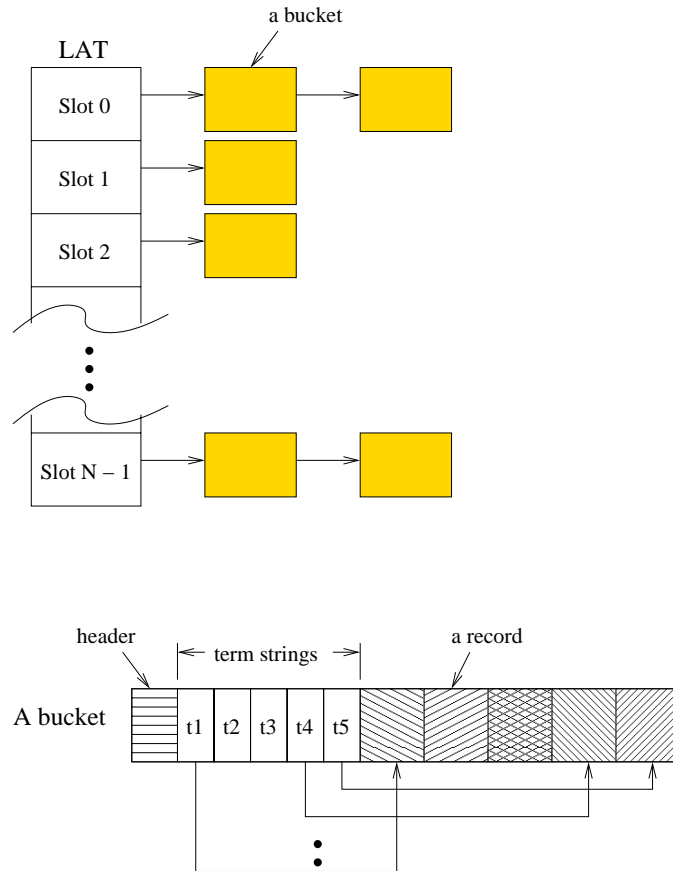 a bucket
LAT
Slot 0
Slot 1
Slot 2
Slot N − 1
header
term strings
a record
A bucket
t1 t2 t3 t4 t5